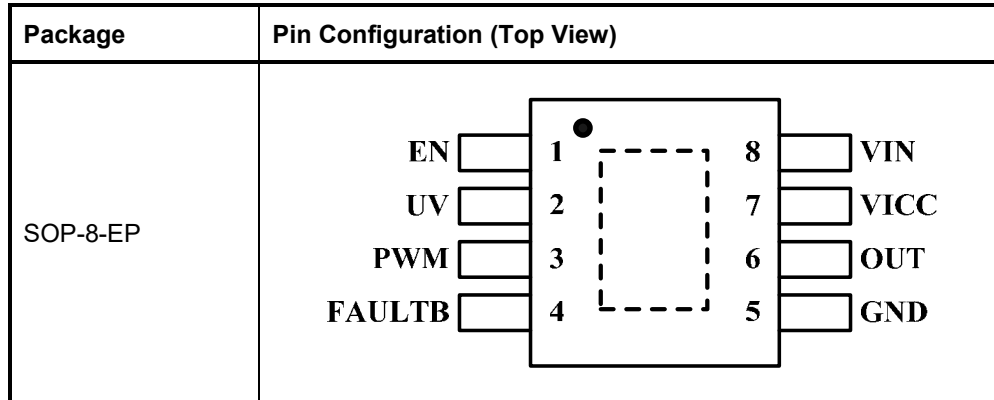 Package
Pin Configuration (Top View)
SOP-8-EP
EN 1 8 VIN
UV 2 7 VICC
PWM 3 6 OUT
FAULTB 4 5 GND